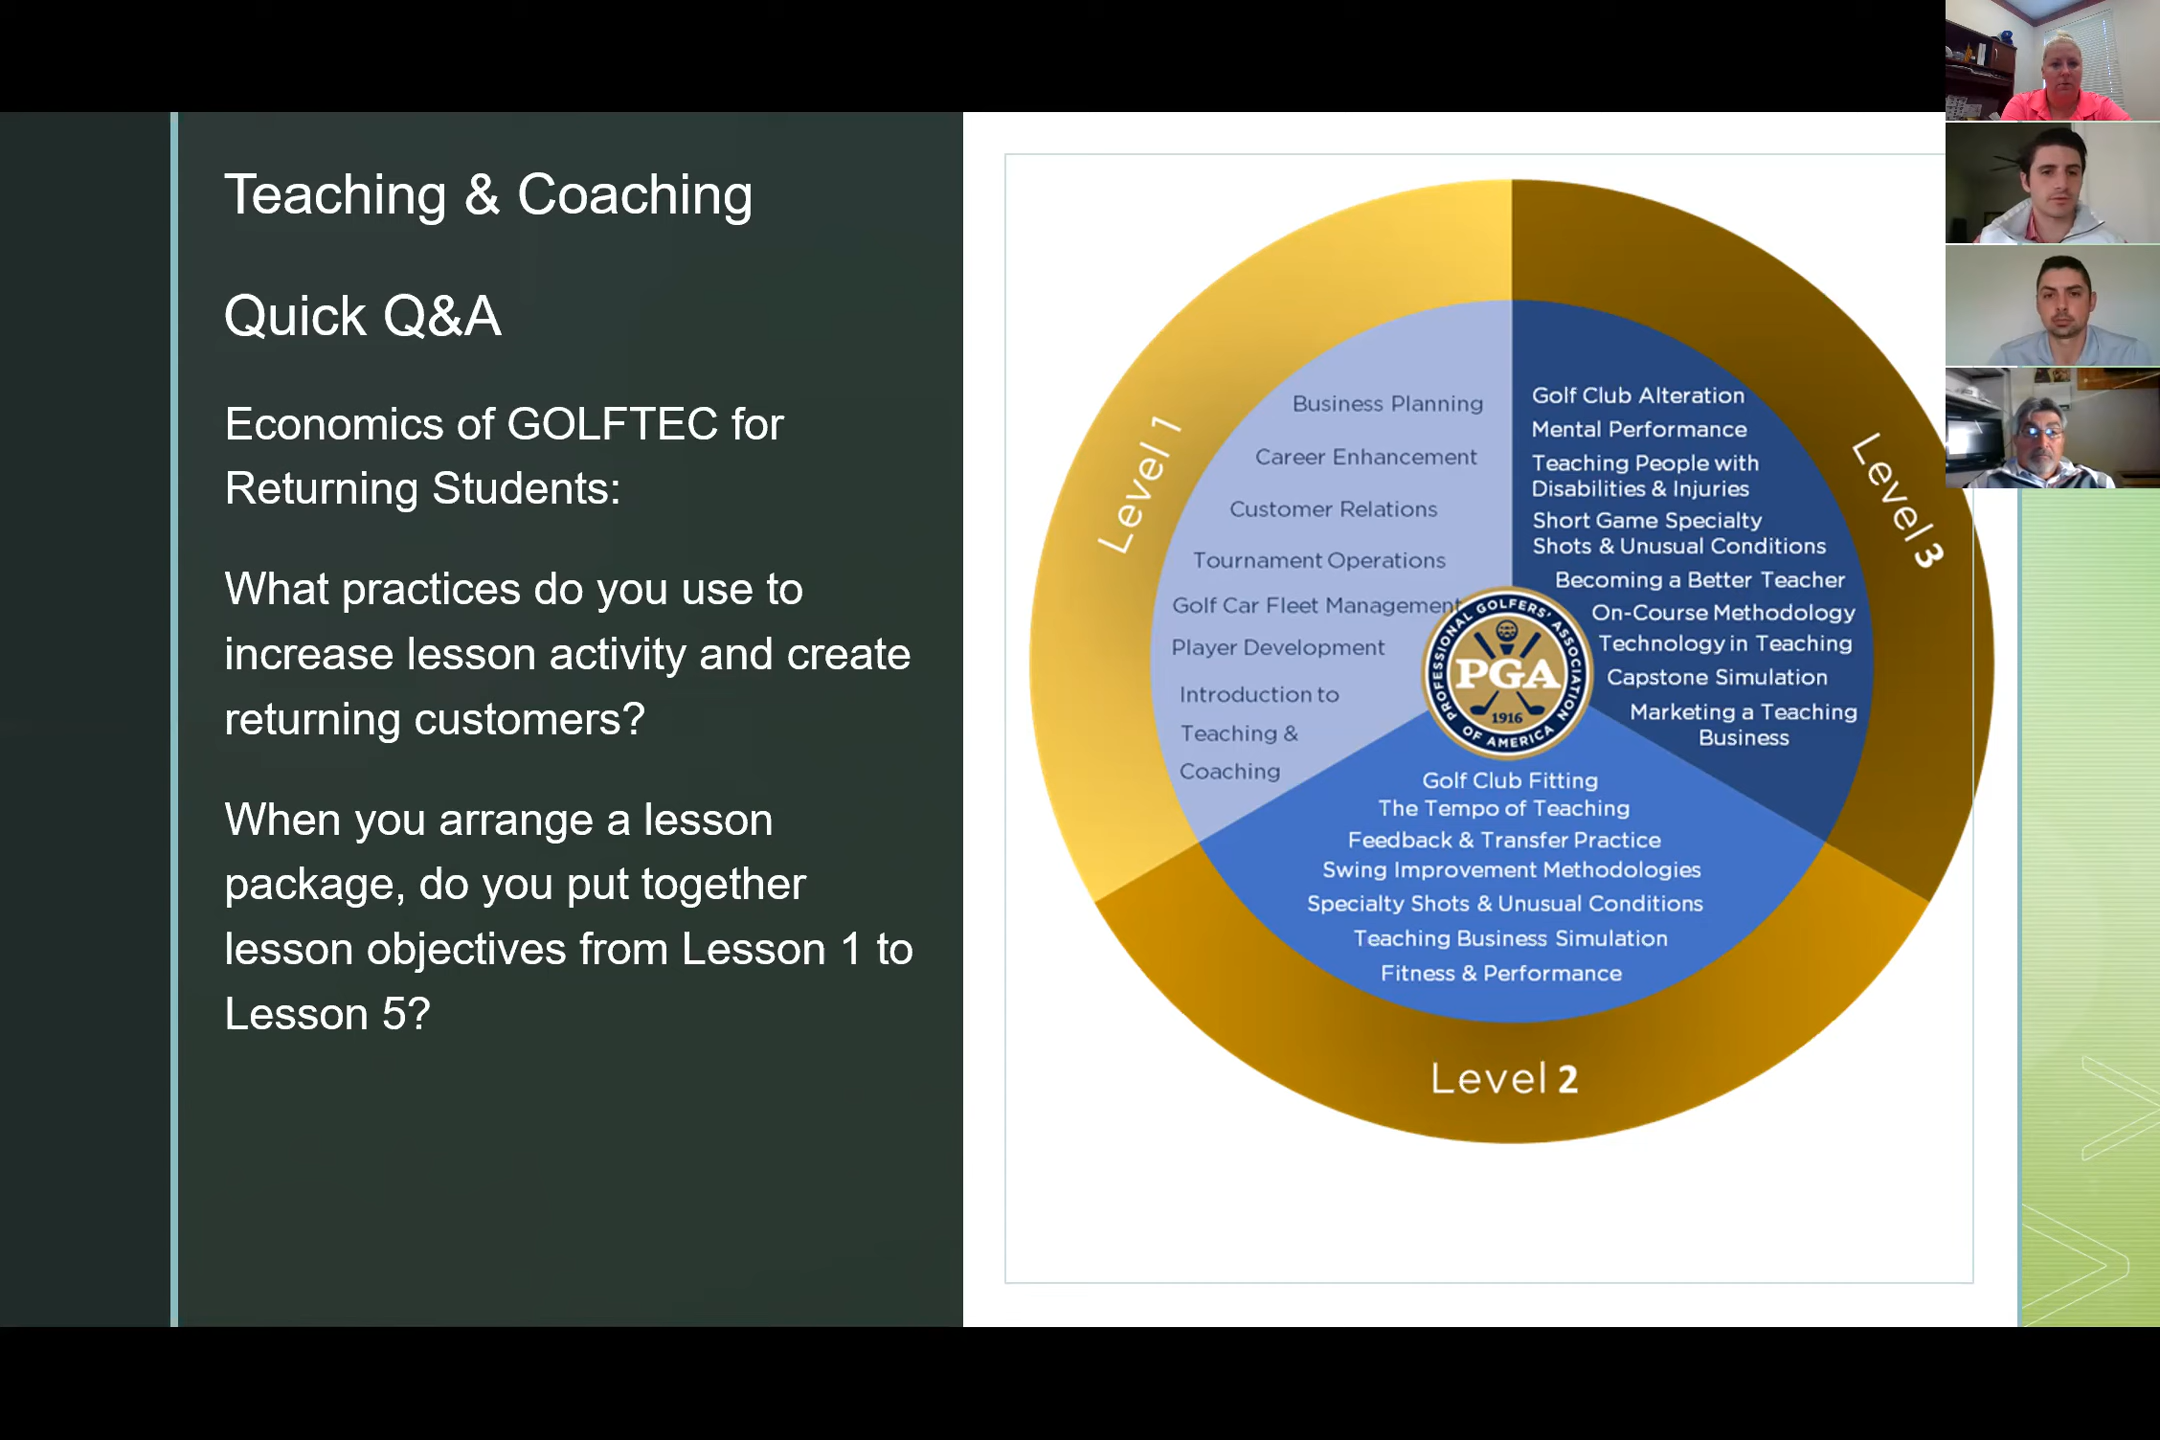 Teaching & Coaching
Quick Q&A
Economics of GOLFTEC for
Returning Students:
What practices do you use to
increase lesson activity and create
returning customers?
When you arrange a lesson
package, do you put together
lesson objectives from Lesson 1 to
Lesson 5?
Level 1
Business Planning
Career Enhancement
Customer Relations
Tournament Operations
Golf Car Fleet Management
Player Development
Introduction to
Teaching &
Coaching
Level 3
Golf Club Alteration
Mental Performance
Teaching People with
Disabilities & Injuries
Short Game Specialty
Shots & Unusual Conditions
Becoming a Better Teacher
On-Course Methodology
Technology in Teaching
Capstone Simulation
Marketing a Teaching
Business
PROFESSIONAL GOLFERS' ASSOCIATION
PGA
1916
OF AMERICA
Golf Club Fitting
The Tempo of Teaching
Feedback & Transfer Practice
Swing Improvement Methodologies
Specialty Shots & Unusual Conditions
Teaching Business Simulation
Fitness & Performance
Level 2